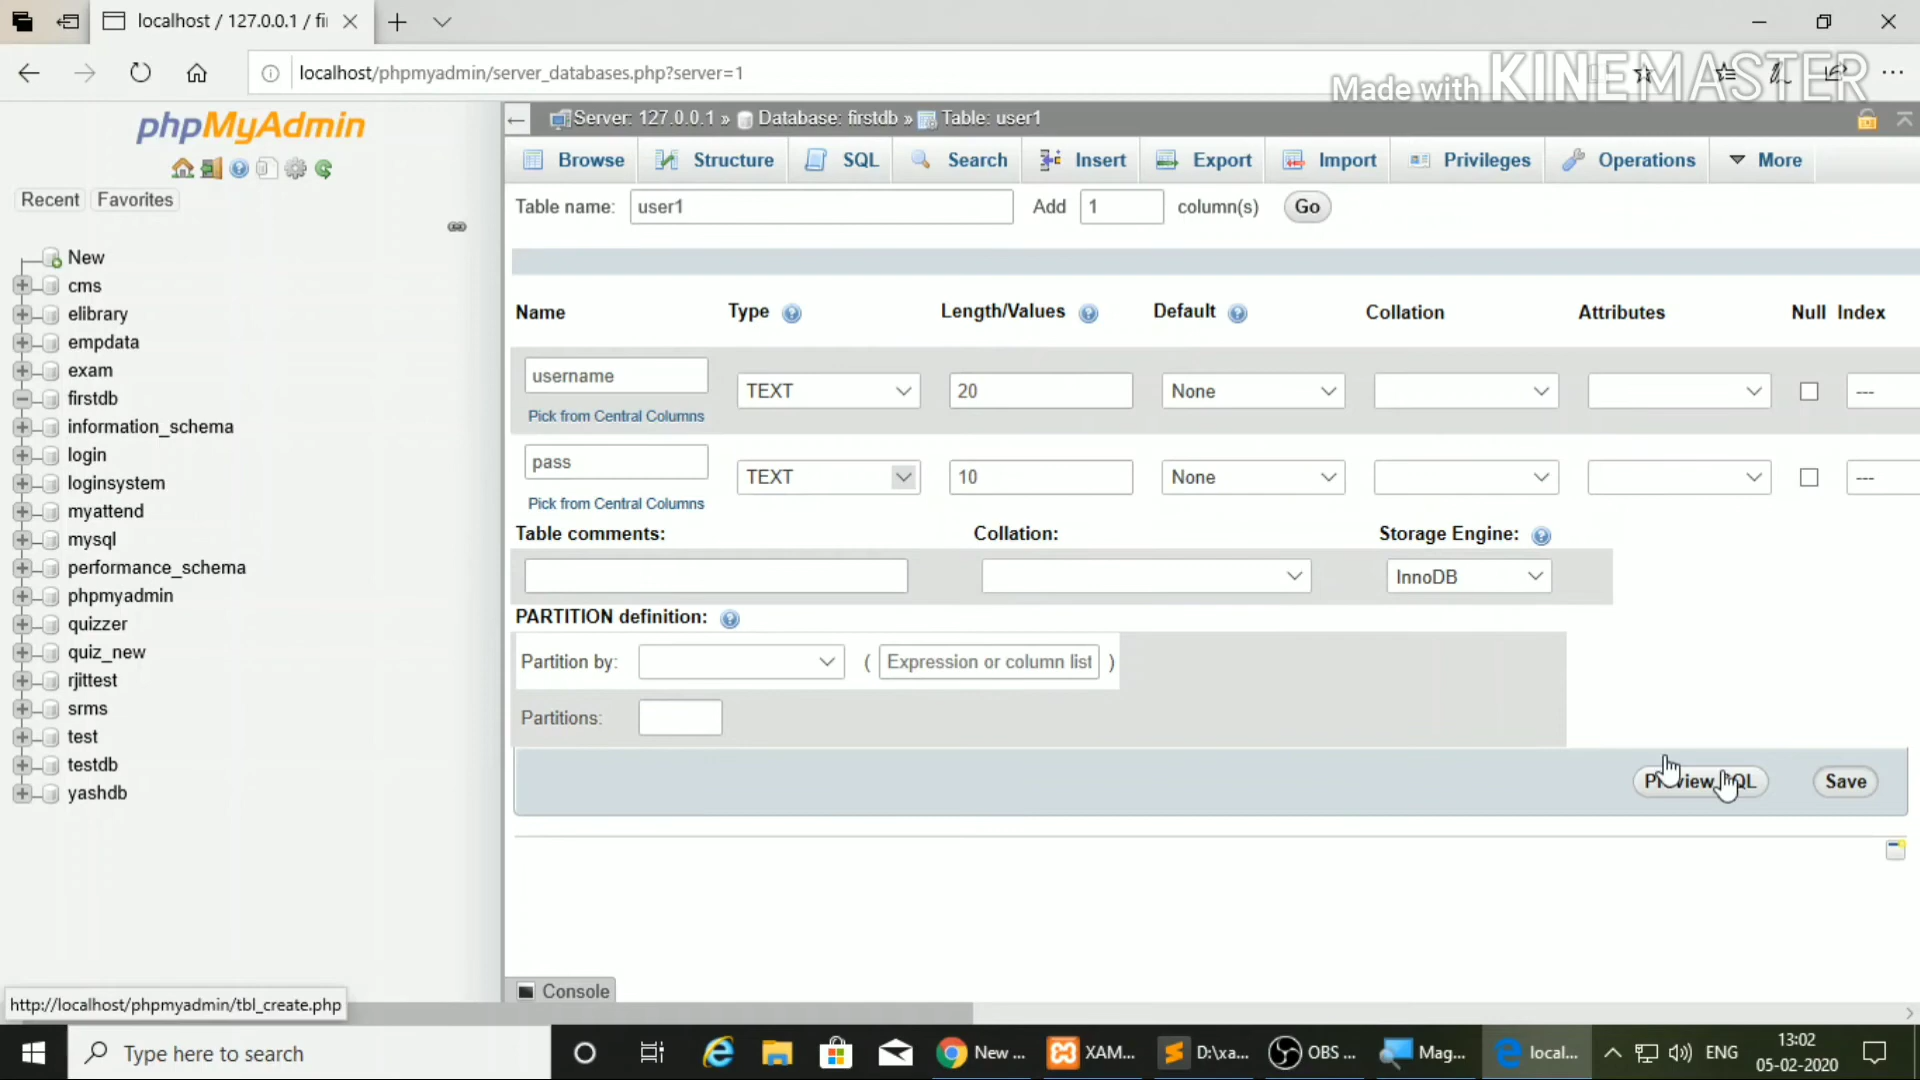 localhost / 127.0.0.1 / fi
localhost/phpmyadmin/server_databases.php?server=1
Made with KINEMASTER
phpMyAdmin
Recent Favorites
New
cms
elibrary
empdata
exam
firstdb
information_schema
login
loginsystem
myattend
mysql
performance_schema
phpmyadmin
quizzer
quiz_new
rjittest
srms
test
testdb
yashdb
http://localhost/phpmyadmin/tbl_create.php
Server: 127.0.0.1 » Database: firstdb » Table: user1
Browse Structure SQL Search Insert Export Import Privileges Operations More
Table name: user1 Add 1 column(s) Go
Name Type Length/Values Default Collation Attributes Null Index
username TEXT 20 None ---
Pick from Central Columns
pass TEXT 10 None ---
Pick from Central Columns
Table comments: Collation: Storage Engine:
InnoDB
PARTITION definition:
Partition by: ( Expression or column list )
Partitions:
Preview SQL Save
Console
Type here to search New ... XAM... D:\xa... OBS ... Mag... local... ENG 13:02
05-02-2020